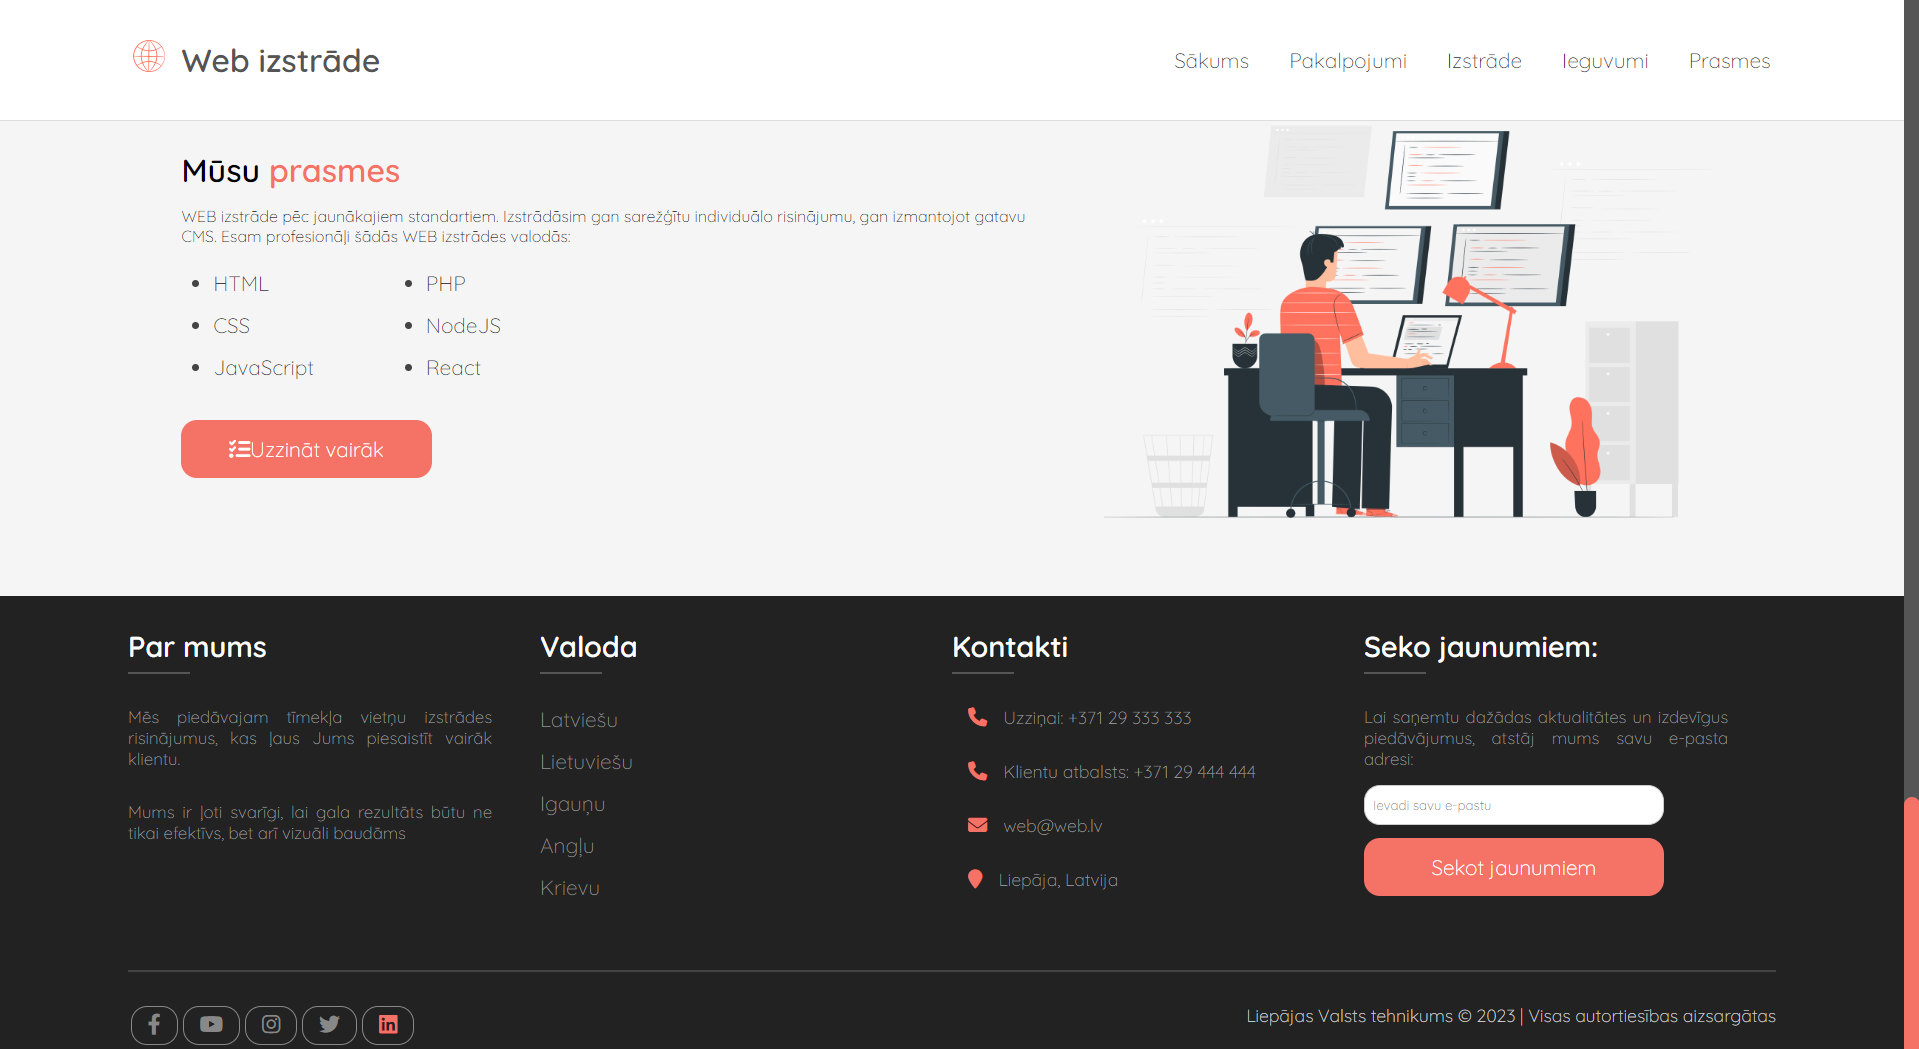 Web izstrāde
Sākums Pakalpojumi Izstrāde Ieguvumi Prasmes
Mūsu prasmes
WEB izstrāde pēc jaunākajiem standartiem. Izstrādāsim gan sarežģītu individuālo risinājumu, gan izmantojot gatavu
CMS. Esam profesionāļi šādās WEB izstrādes valodās:
HTML
CSS
JavaScript
PHP
NodeJS
React
Uzzināt vairāk
Par mums
Mēs piedāvajam tīmekļa vietņu izstrādes
risinājumus, kas ļaus Jums piesaistīt vairāk
klientu.
Mums ir ļoti svarīgi, lai gala rezultāts būtu ne
tikai efektīvs, bet arī vizuāli baudāms
Valoda
Latviešu
Lietuviešu
Igauņu
Angļu
Krievu
Kontakti
Uzziņai: +371 29 333 333
Klientu atbalsts: +371 29 444 444
web@web.lv
Liepāja, Latvija
Seko jaunumiem:
Lai saņemtu dažādas aktualitātes un izdevīgus
piedāvājumus, atstāj mums savu e-pasta
adresi:
Ievadi savu e-pastu
Sekot jaunumiem
Liepājas Valsts tehnikums © 2023 | Visas autortiesības aizsargātas